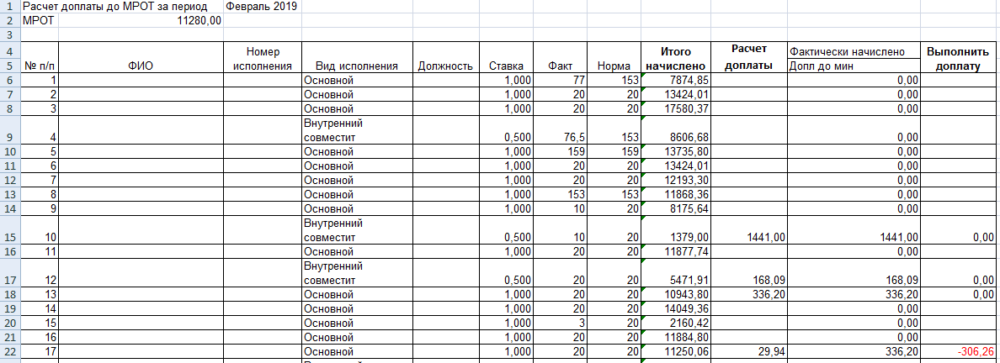 1 Расчет доплаты до МРОТ за период Февраль 2019
2 МРОТ 11280,00
3
4 Номер Итого Расчет Фактически начислено Выполнить
5 № п/п ФИО исполнения Вид исполнения Должность Ставка Факт Норма начислено доплаты Допл до мин доплату
6 1 Основной 1,000 77 153 7874,85 0,00
7 2 Основной 1,000 20 20 13424,01 0,00
8 3 Основной 1,000 20 20 17580,37 0,00
Внутренний
9 4 совместит 0,500 76,5 153 8606,68 0,00
10 5 Основной 1,000 159 159 13735,80 0,00
11 6 Основной 1,000 20 20 13424,01 0,00
12 7 Основной 1,000 20 20 12193,30 0,00
13 8 Основной 1,000 153 153 11868,36 0,00
14 9 Основной 1,000 10 20 8175,64 0,00
Внутренний
15 10 совместит 0,500 10 20 1379,00 1441,00 1441,00 0,00
16 11 Основной 1,000 20 20 11877,74 0,00
Внутренний
17 12 совместит 0,500 20 20 5471,91 168,09 168,09 0,00
18 13 Основной 1,000 20 20 10943,80 336,20 336,20 0,00
19 14 Основной 1,000 20 20 14049,36 0,00
20 15 Основной 1,000 3 20 2160,42 0,00
21 16 Основной 1,000 20 20 11884,80 0,00
22 17 Основной 1,000 20 20 11250,06 29,94 336,20 -306,26